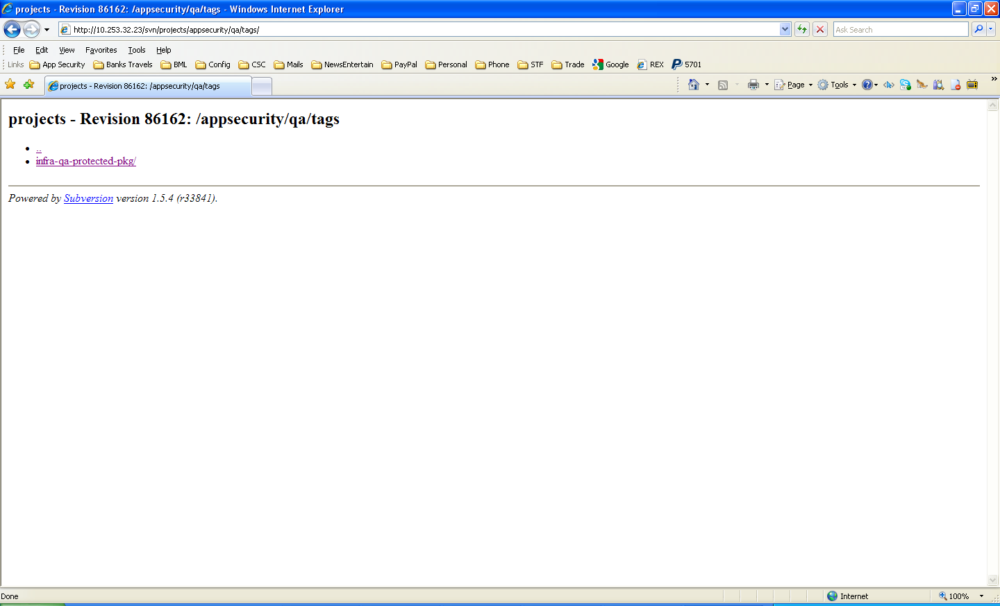 projects - Revision 86162: /appsecurity/qa/tags - Windows Internet Explorer
http://10.253.32.23/svn/projects/appsecurity/qa/tags/ Ask Search
File Edit View Favorites Tools Help
Links App Security Banks Travels BML Config CSC Mails NewsEntertain PayPal Personal Phone STF Trade Google REX 5701
projects - Revision 86162: /appsecurity/qa/tags Page Tools »
projects - Revision 86162: /appsecurity/qa/tags
..
infra-qa-protected-pkg/
Powered by Subversion version 1.5.4 (r33841).
Done Internet 100%